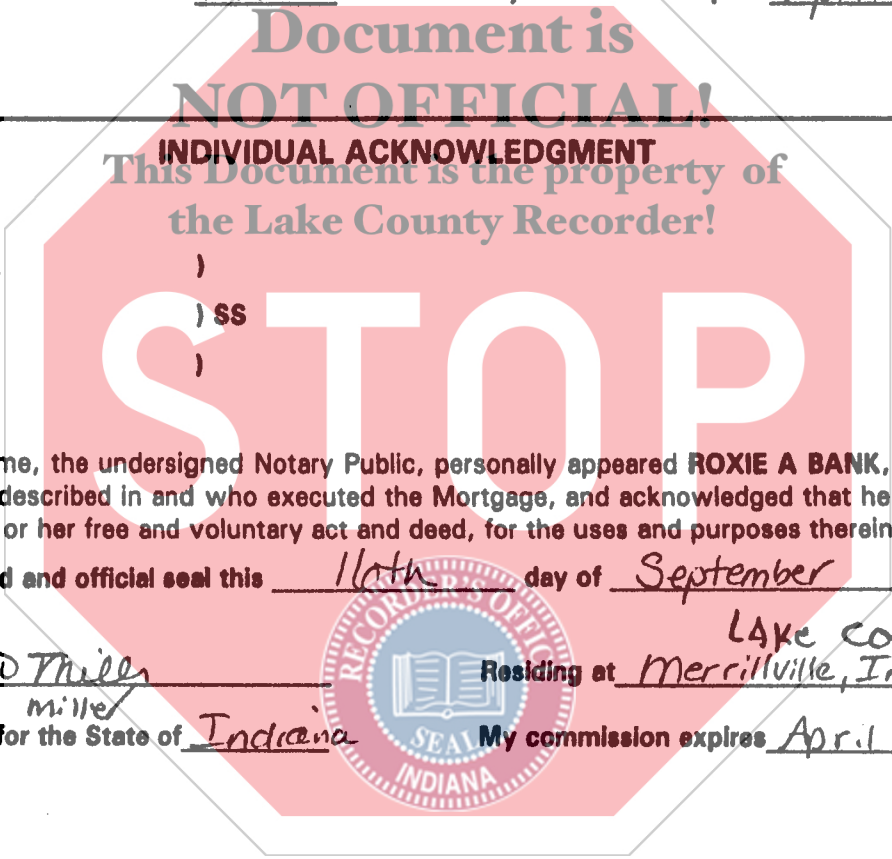 Document is
NOT OFFICIAL!
INDIVIDUAL ACKNOWLEDGMENT
This Document is the property of
the Lake County Recorder!
)
) SS
)
STOP
me, the undersigned Notary Public, personally appeared ROXIE A BANK,
described in and who executed the Mortgage, and acknowledged that he
or her free and voluntary act and deed, for the uses and purposes therein
d and official seal this 16th day of September
LAKE CO
Residing at Merrillville, I
miller
for the State of Indiana My commission expires April
RECORDER'S OFFIC
SEAL
INDIANA